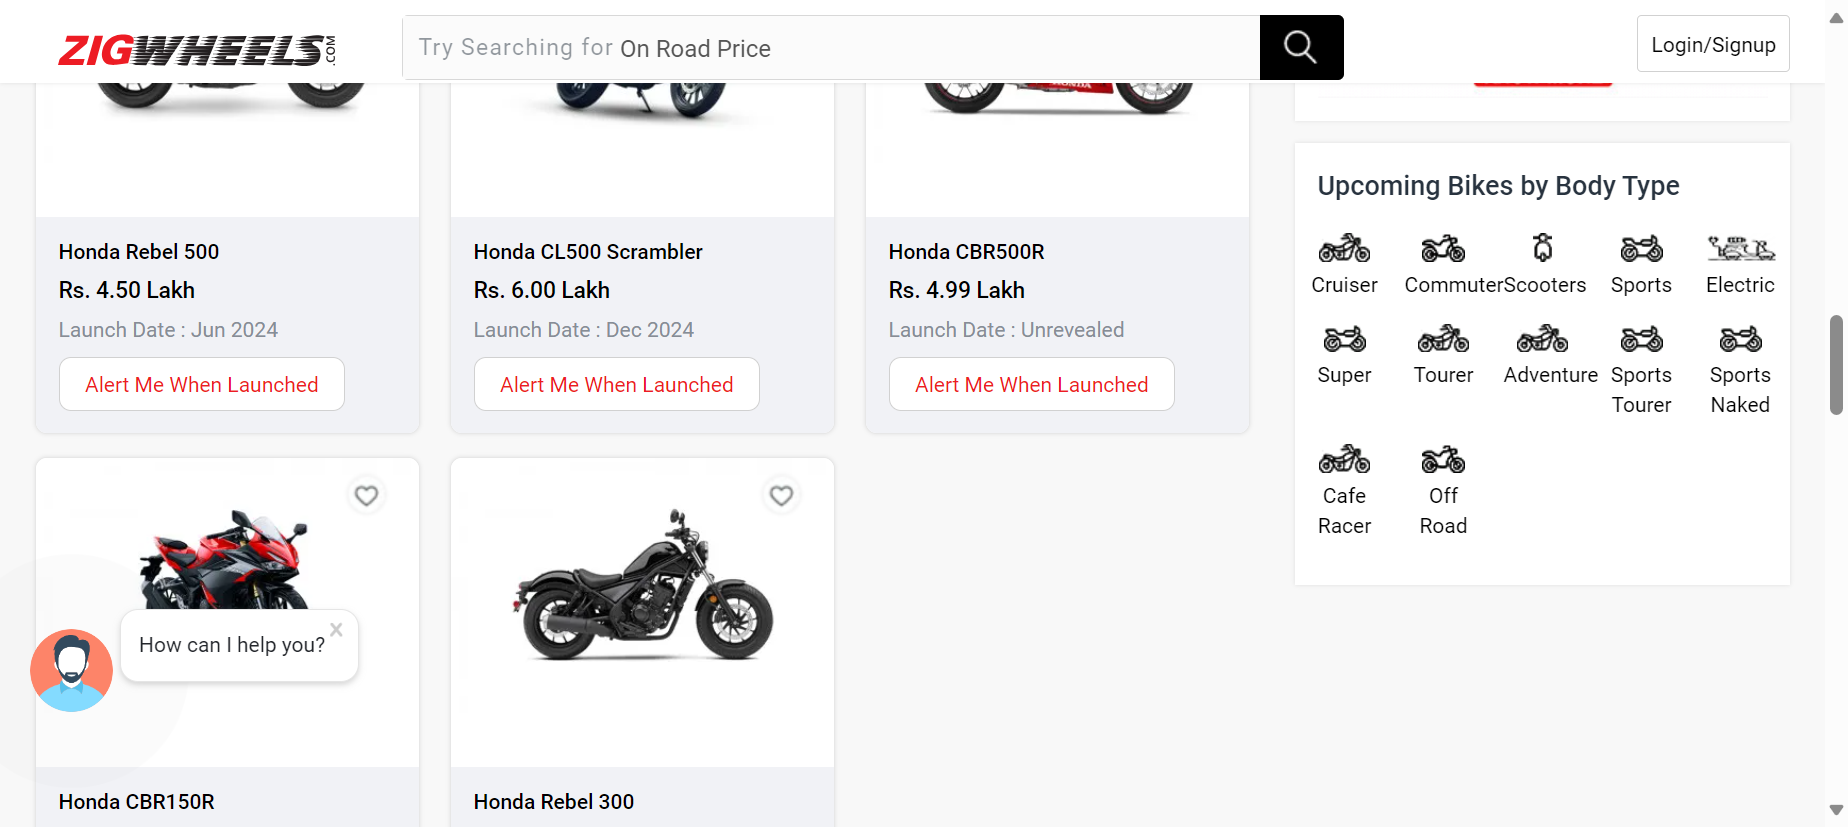 ZIGWHEELS.COM
Try Searching for On Road Price
Login/Signup
HONDA
Honda Rebel 500
Rs. 4.50 Lakh
Launch Date : Jun 2024
Alert Me When Launched
Honda CL500 Scrambler
Rs. 6.00 Lakh
Launch Date : Dec 2024
Alert Me When Launched
Honda CBR500R
Rs. 4.99 Lakh
Launch Date : Unrevealed
Alert Me When Launched
Upcoming Bikes by Body Type
Cruiser
Commuter
Scooters
Sports
Electric
Super
Tourer
Adventure
Sports
Tourer
Sports
Naked
Cafe
Racer
Off
Road
How can I help you?
Honda CBR150R
Honda Rebel 300